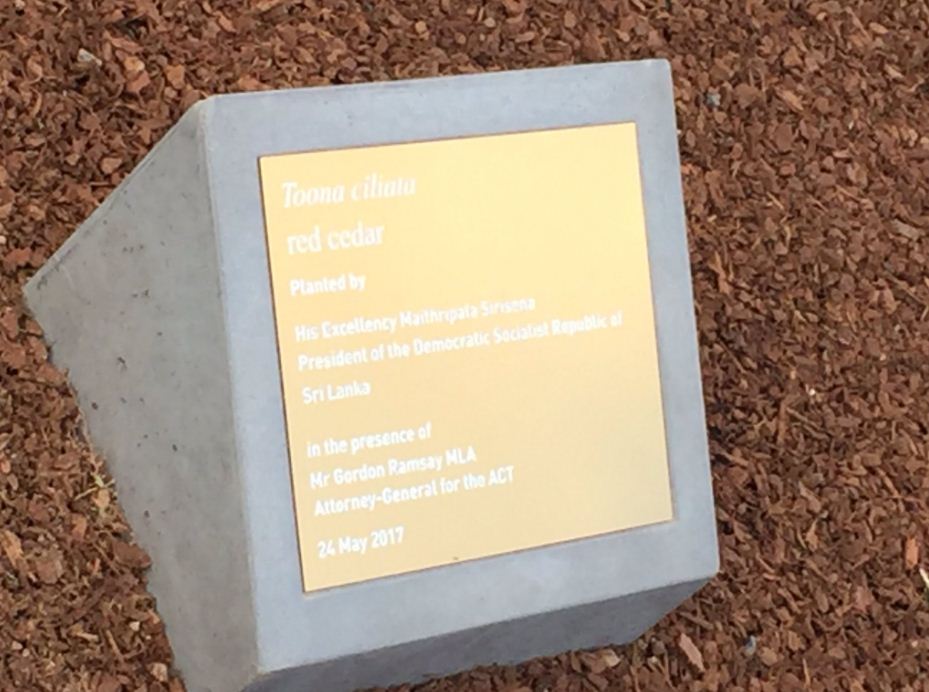 Toona ciliata
red cedar
Planted by
His Excellency Maithripala Sirisena
President of the Democratic Socialist Republic of
Sri Lanka
in the presence of
Mr Gordon Ramsay MLA
Attorney-General for the ACT
24 May 2017